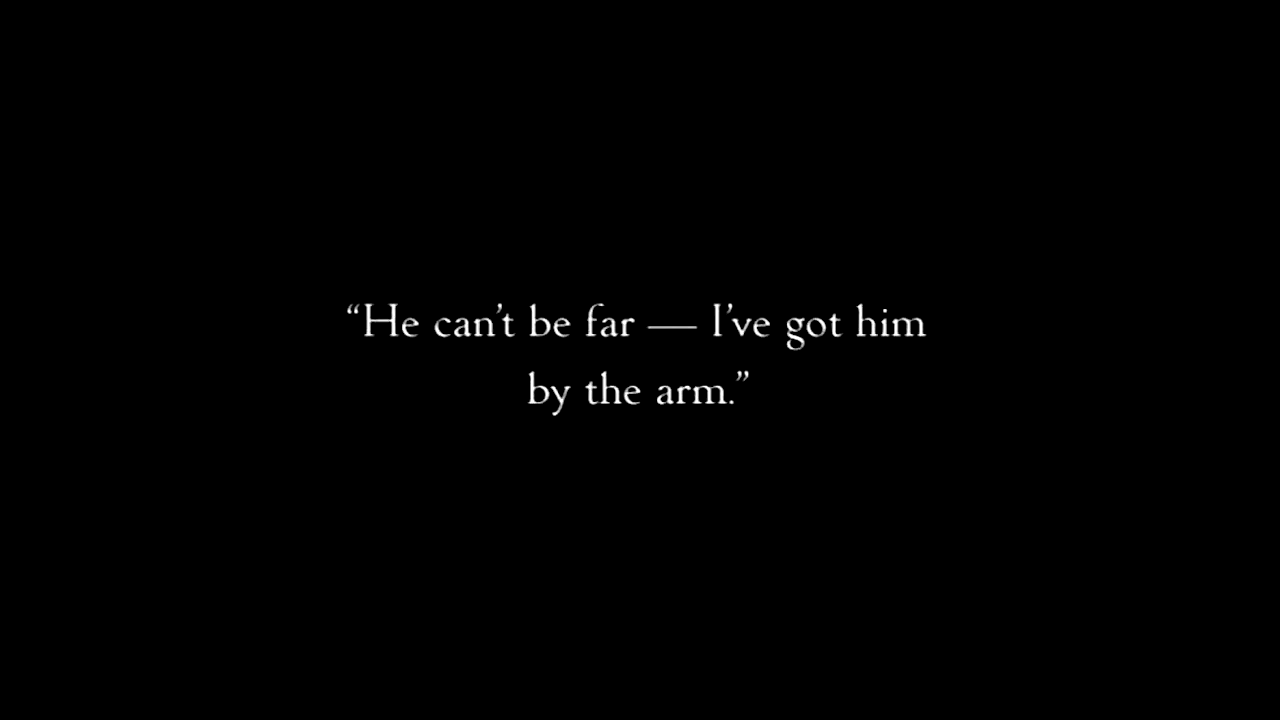 “He can’t be far — I’ve got him
by the arm.”